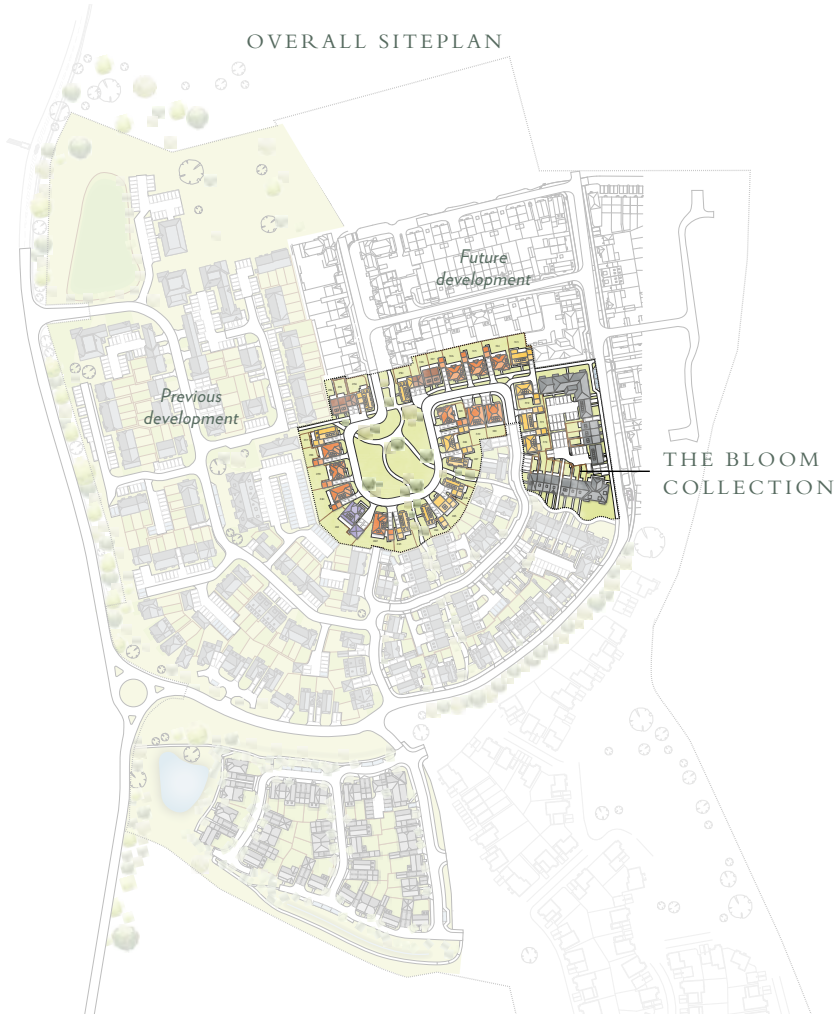 OVERALL SITEPLAN
Future
development
Previous
development
THE BLOOM
COLLECTION